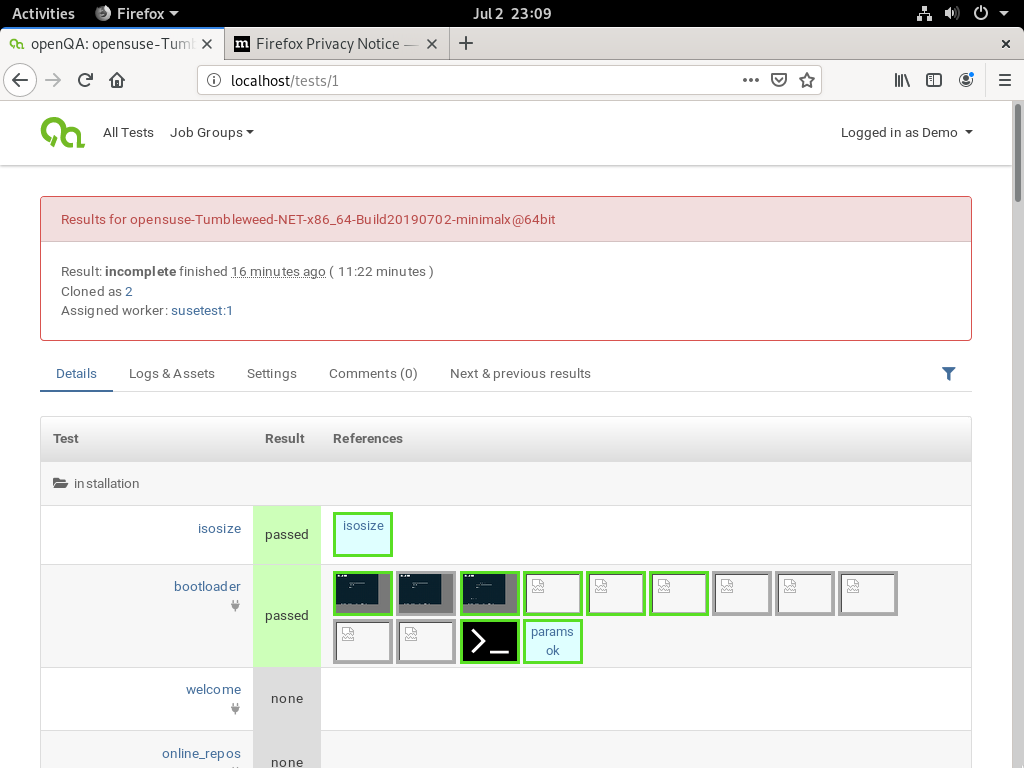 Activities Firefox Jul 2 23:09
openQA: opensuse-Tumb Firefox Privacy Notice —
localhost/tests/1
All Tests Job Groups Logged in as Demo
Results for opensuse-Tumbleweed-NET-x86_64-Build20190702-minimalx@64bit
Result: incomplete finished 16 minutes ago ( 11:22 minutes )
Cloned as 2
Assigned worker: susetest:1
Details Logs & Assets Settings Comments (0) Next & previous results
Test Result References
installation
isosize passed isosize
bootloader passed
params
ok
welcome none
online_repos none